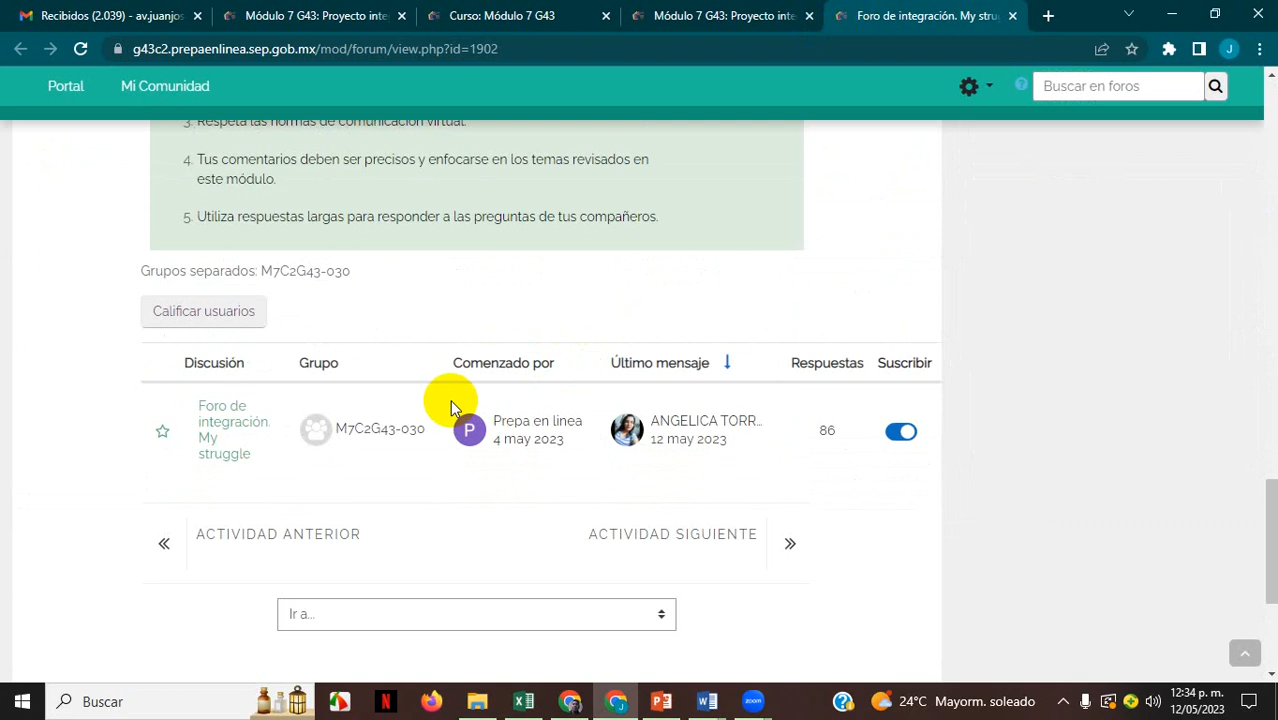 Recibidos (2.039) - av.juanjos
Módulo 7 G43: Proyecto inte
Curso: Módulo 7 G43
Módulo 7 G43: Proyecto inte
Foro de integración. My strug
g43c2.prepaenlinea.sep.gob.mx/mod/forum/view.php?id=1902
J
Portal
Mi Comunidad
Buscar en foros
3. Respeta las normas de comunicación virtual.
4. Tus comentarios deben ser precisos y enfocarse en los temas revisados en
este módulo.
5. Utiliza respuestas largas para responder a las preguntas de tus compañeros.
Grupos separados: M7C2G43-030
Calificar usuarios
Discusión Grupo Comenzado por Último mensaje Respuestas Suscribir
Foro de
integración.
My
struggle
M7C2G43-030
P
Prepa en linea
4 may 2023
ANGELICA TORR...
12 may 2023
86
ACTIVIDAD ANTERIOR
ACTIVIDAD SIGUIENTE
Ir a...
Buscar
24°C Mayorm. soleado
12:34 p. m.
12/05/2023